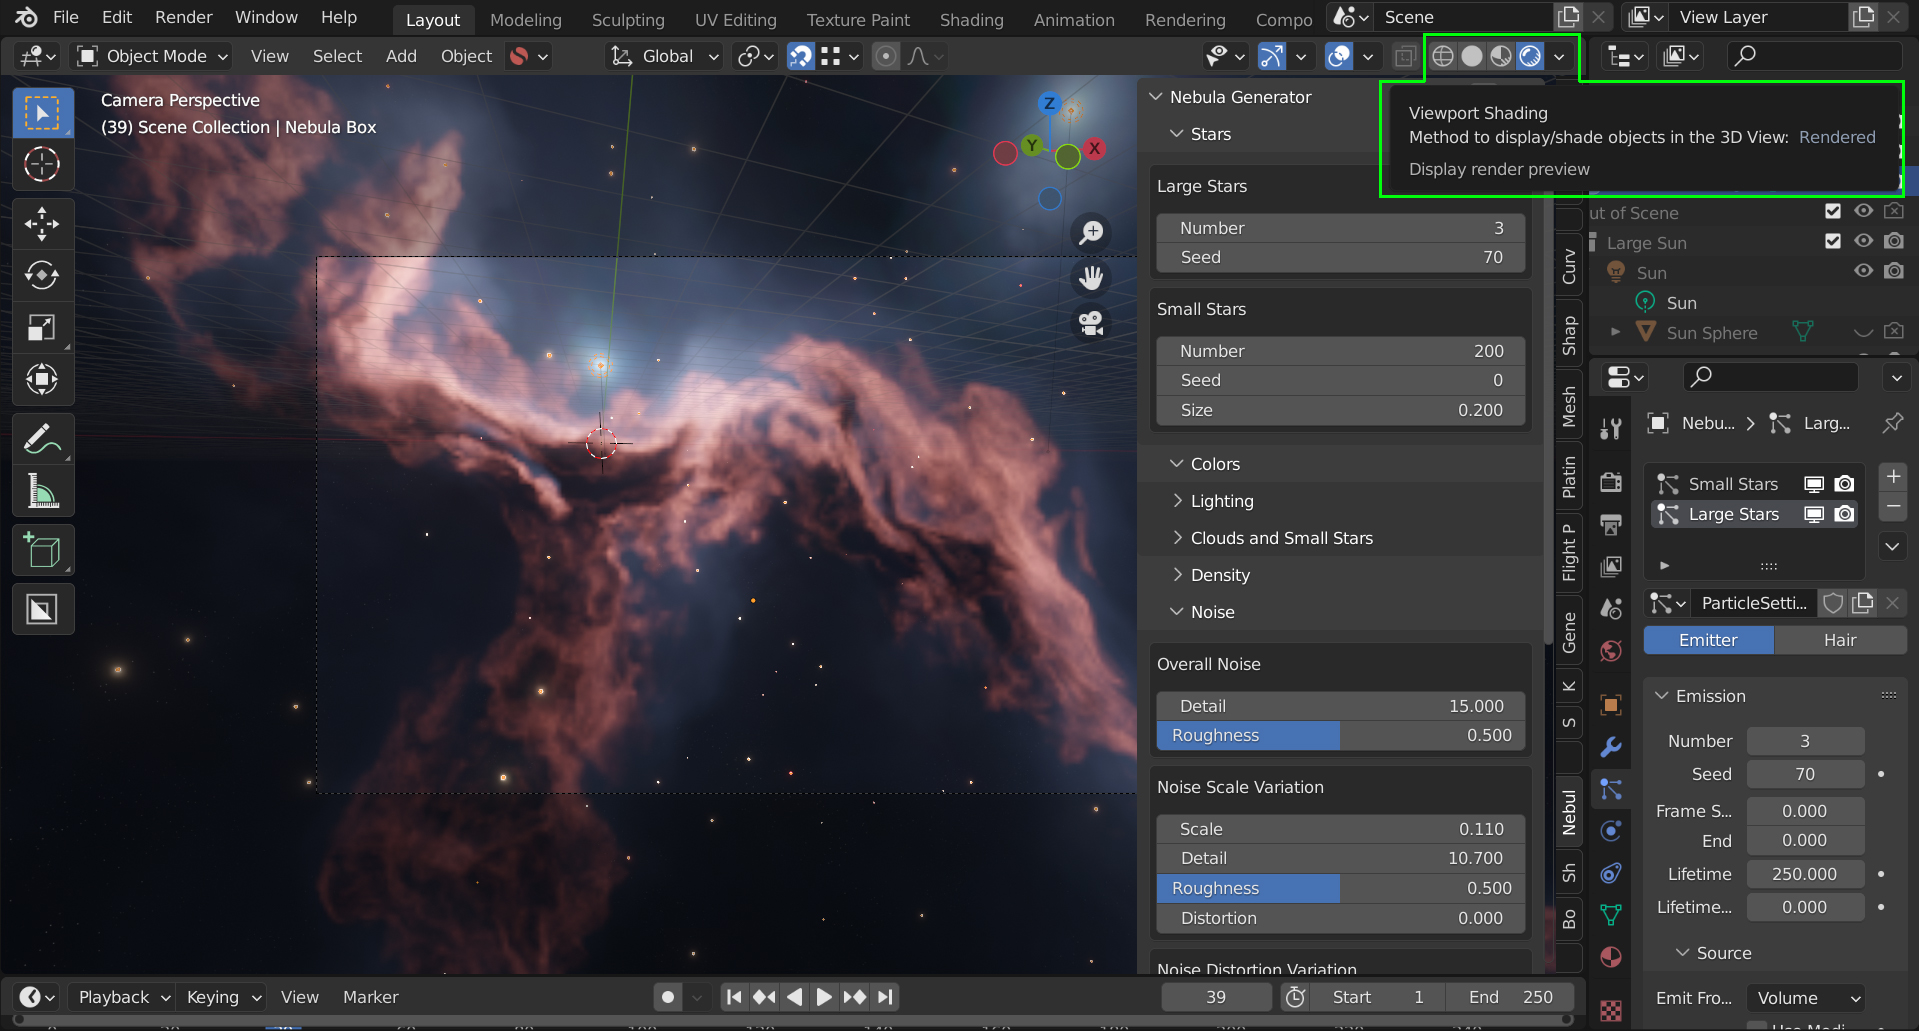 File Edit Render Window Help Layout Modeling Sculpting UV Editing Texture Paint Shading Animation Rendering Compo Scene View Layer
Object Mode View Select Add Object Global
Camera Perspective
(39) Scene Collection | Nebula Box
Z
Y
X
Nebula Generator
Stars
Large Stars
Number 3
Seed 70
Small Stars
Number 200
Seed 0
Size 0.200
Colors
Lighting
Clouds and Small Stars
Density
Noise
Overall Noise
Detail 15.000
Roughness 0.500
Noise Scale Variation
Scale 0.110
Detail 10.700
Roughness 0.500
Distortion 0.000
Noise Distortion Variation
Curv
Shap
Mesh
Platin
Flight P
Gene
K
S
Nebul
Sh
Bo
Viewport Shading
Method to display/shade objects in the 3D View: Rendered
Display render preview
ut of Scene
Large Sun
Sun
Sun
Sun Sphere
Nebu... Larg...
Small Stars
Large Stars
ParticleSetti...
Emitter Hair
Emission
Number 3
Seed 70
Frame S... 0.000
End 0.000
Lifetime 250.000
Lifetime... 0.000
Source
Emit Fro... Volume
Playback Keying View Marker 39 Start 1 End 250